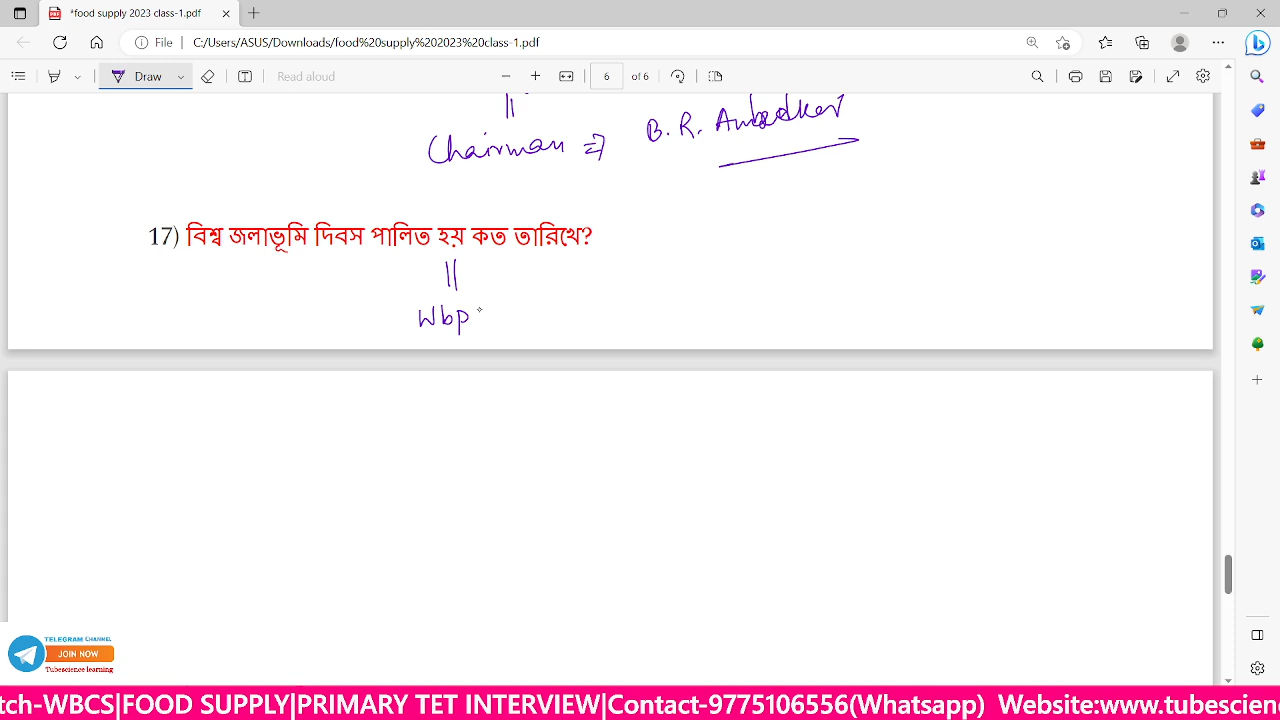 *food supply 2023 class-1.pdf
File C:/Users/ASUS/Downloads/food%20supply%202023%20class-1.pdf
Draw Read aloud 6 of 6
Chairman => B. R. Ambedker
17) বিশ্ব জলাভূমি দিবস পালিত হয় কত তারিখে?
Wbp
TELEGRAM CHANNEL
JOIN NOW
Tubescience learning
tch-WBCS|FOOD SUPPLY|PRIMARY TET INTERVIEW|Contact-9775106556(Whatsapp) Website:www.tubescien